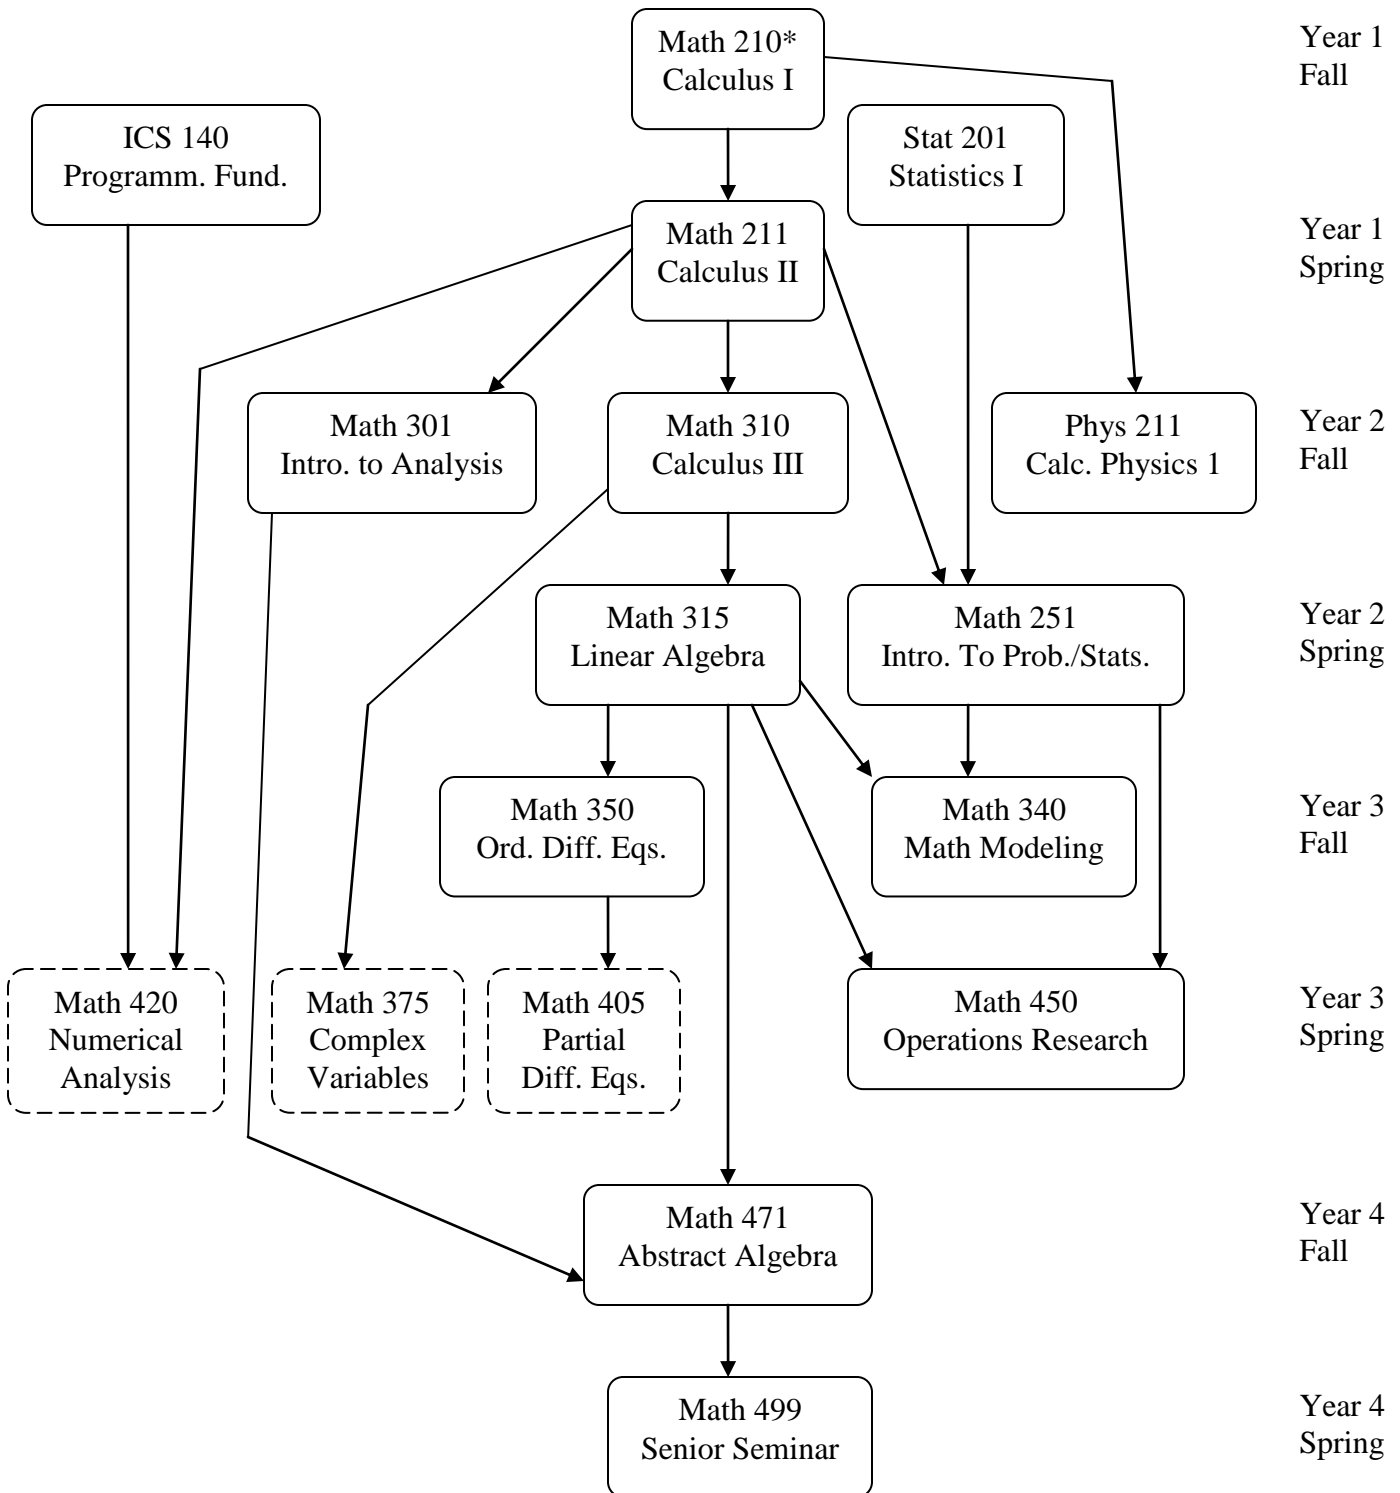 Math 210*
Calculus I
Year 1
Fall
ICS 140
Programm. Fund.
Stat 201
Statistics I
Math 211
Calculus II
Year 1
Spring
Math 301
Intro. to Analysis
Math 310
Calculus III
Phys 211
Calc. Physics 1
Year 2
Fall
Math 315
Linear Algebra
Math 251
Intro. To Prob./Stats.
Year 2
Spring
Math 350
Ord. Diff. Eqs.
Math 340
Math Modeling
Year 3
Fall
Math 420
Numerical
Analysis
Math 375
Complex
Variables
Math 405
Partial
Diff. Eqs.
Math 450
Operations Research
Year 3
Spring
Math 471
Abstract Algebra
Year 4
Fall
Math 499
Senior Seminar
Year 4
Spring